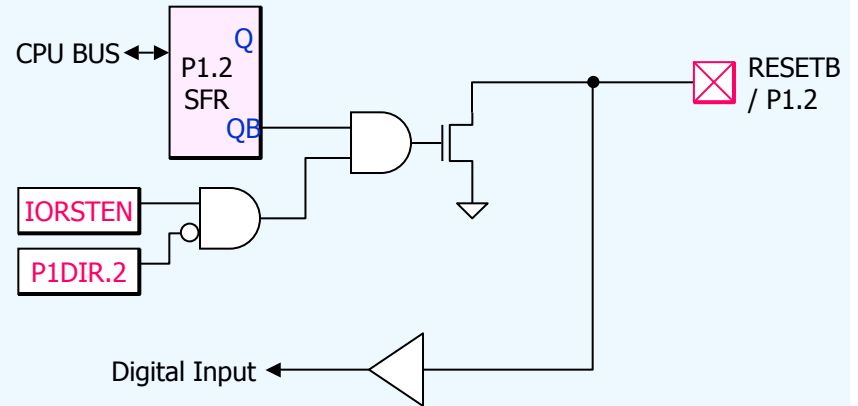 Q
CPU BUS
P1.2
SFR
QB
RESETB
/ P1.2
IORSTEN
P1DIR.2
Digital Input